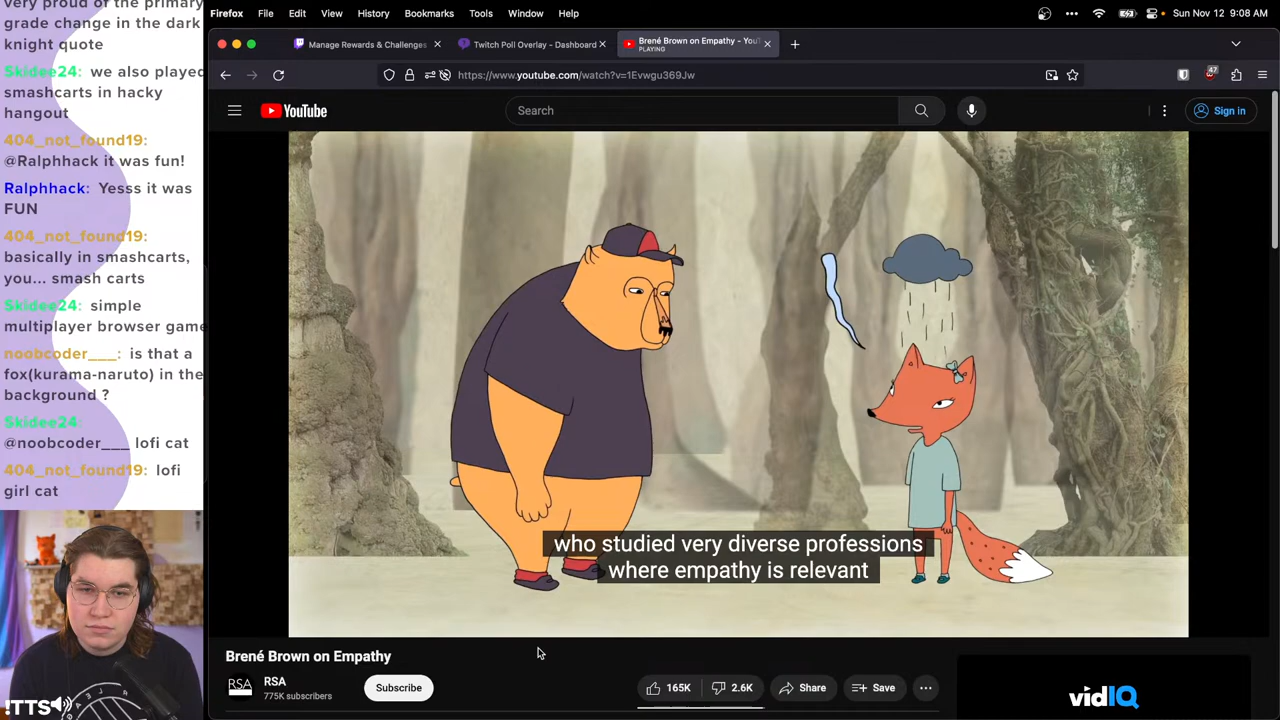 very proud of the primary
grade change in the dark
knight quote
Skidee24: we also played
smashcarts in hacky
hangout
404_not_found19:
@Ralphhack it was fun!
Ralphhack: Yesss it was
FUN
404_not_found19:
basically in smashcarts,
you... smash carts
Skidee24: simple
multiplayer browser game
noobcoder___: is that a
fox(kurama-naruto) in the
background ?
Skidee24:
@noobcoder___ lofi cat
404_not_found19: lofi
girl cat
!TTS
Firefox File Edit View History Bookmarks Tools Window Help
Sun Nov 12 9:08 AM
Manage Rewards & Challenges
Twitch Poll Overlay - Dashboard
Brené Brown on Empathy - YouT
PLAYING
https://www.youtube.com/watch?v=1Evwgu369Jw
47
YouTube
Search
Sign in
who studied very diverse professions
where empathy is relevant
Brené Brown on Empathy
RSA
RSA
775K subscribers
Subscribe
165K
2.6K
Share
Save
vidIQ